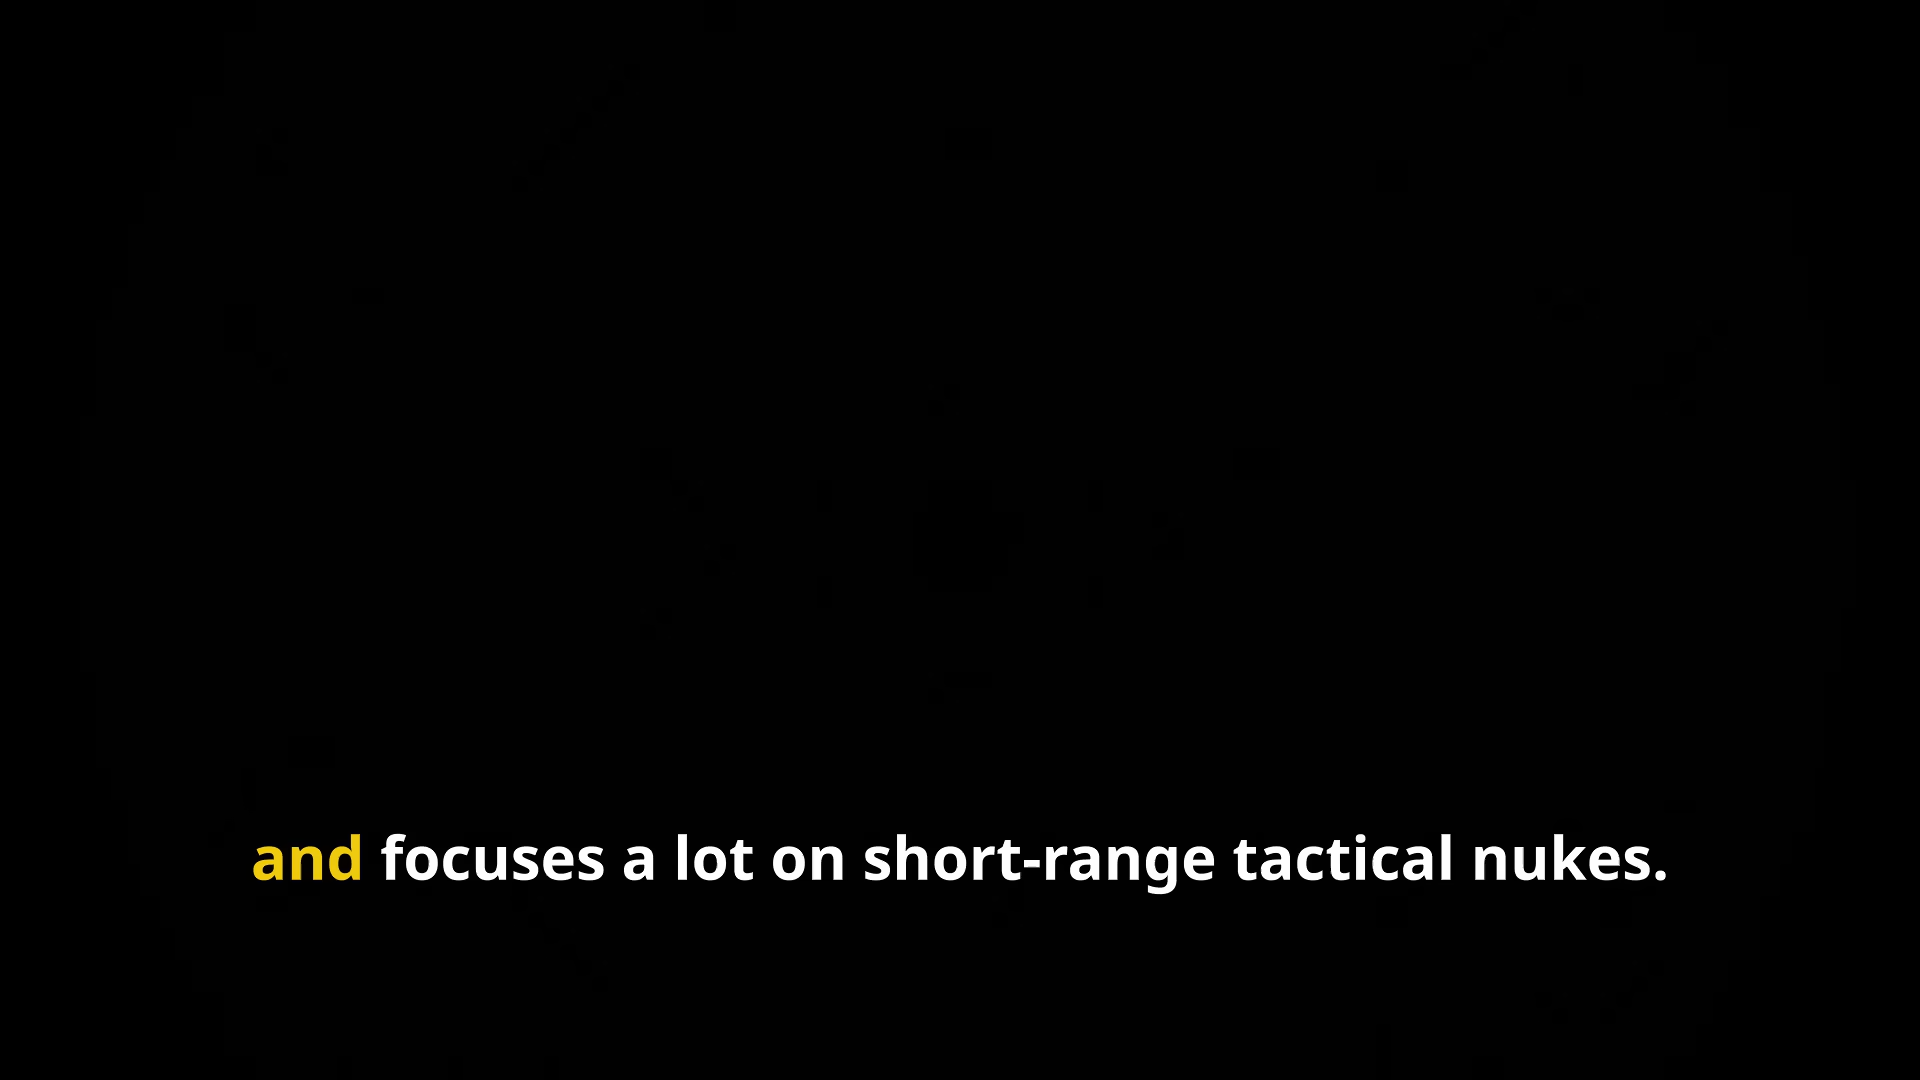 and focuses a lot on short-range tactical nukes.